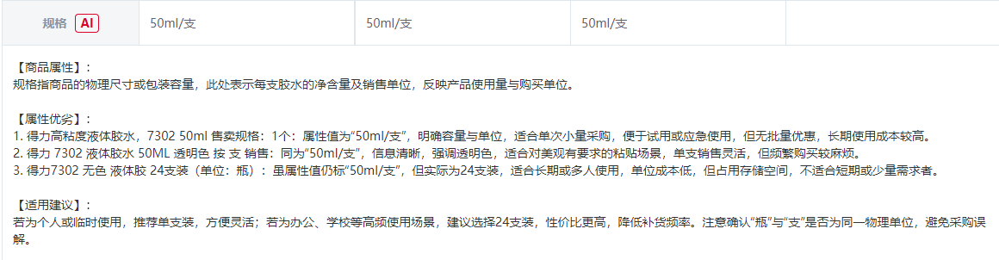 规格 AI 50ml/支 50ml/支 50ml/支
【商品属性】：
规格指商品的物理尺寸或包装容量，此处表示每支胶水的净含量及销售单位，反映产品使用量与购买单位。
【属性优劣】：
1. 得力高粘度液体胶水，7302 50ml 售卖规格：1个：属性值为“50ml/支”，明确容量与单位，适合单次小量采购，便于试用或应急使用，但无批量优惠，长期使用成本较高。
2. 得力 7302 液体胶水 50ML 透明色 按 支 销售：同为“50ml/支”，信息清晰，强调透明色，适合对美观有要求的粘贴场景，单支销售灵活，但频繁购买较麻烦。
3. 得力7302 无色 液体胶 24支装（单位：瓶）：虽属性值仍标“50ml/支”，但实际为24支装，适合长期或多人使用，单位成本低，但占用存储空间，不适合短期或少量需求者。
【适用建议】：
若为个人或临时使用，推荐单支装，方便灵活；若为办公、学校等高频使用场景，建议选择24支装，性价比更高，降低补货频率。注意确认“瓶”与“支”是否为同一物理单位，避免采购误
解。